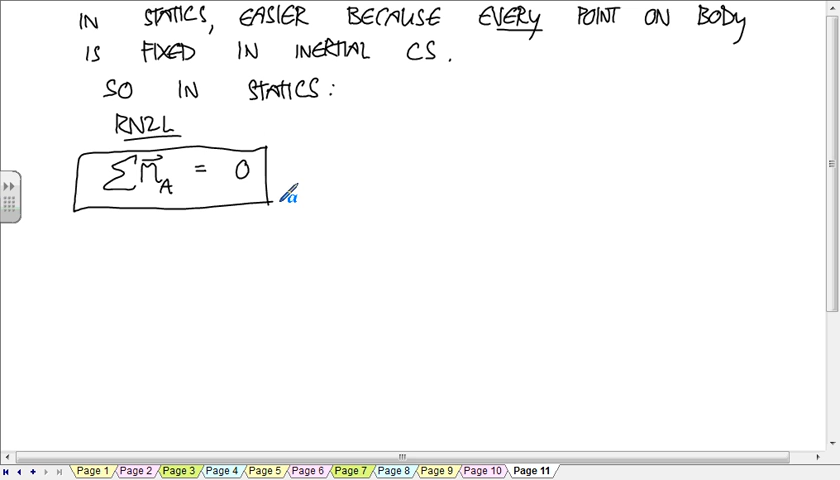 IN STATICS, EASIER BECAUSE EVERY POINT ON BODY
IS FIXED IN INERTIAL CS.
SO IN STATICS:
RN2L
∑M⃗_A = 0
a
Page 1 Page 2 Page 3 Page 4 Page 5 Page 6 Page 7 Page 8 Page 9 Page 10 Page 11